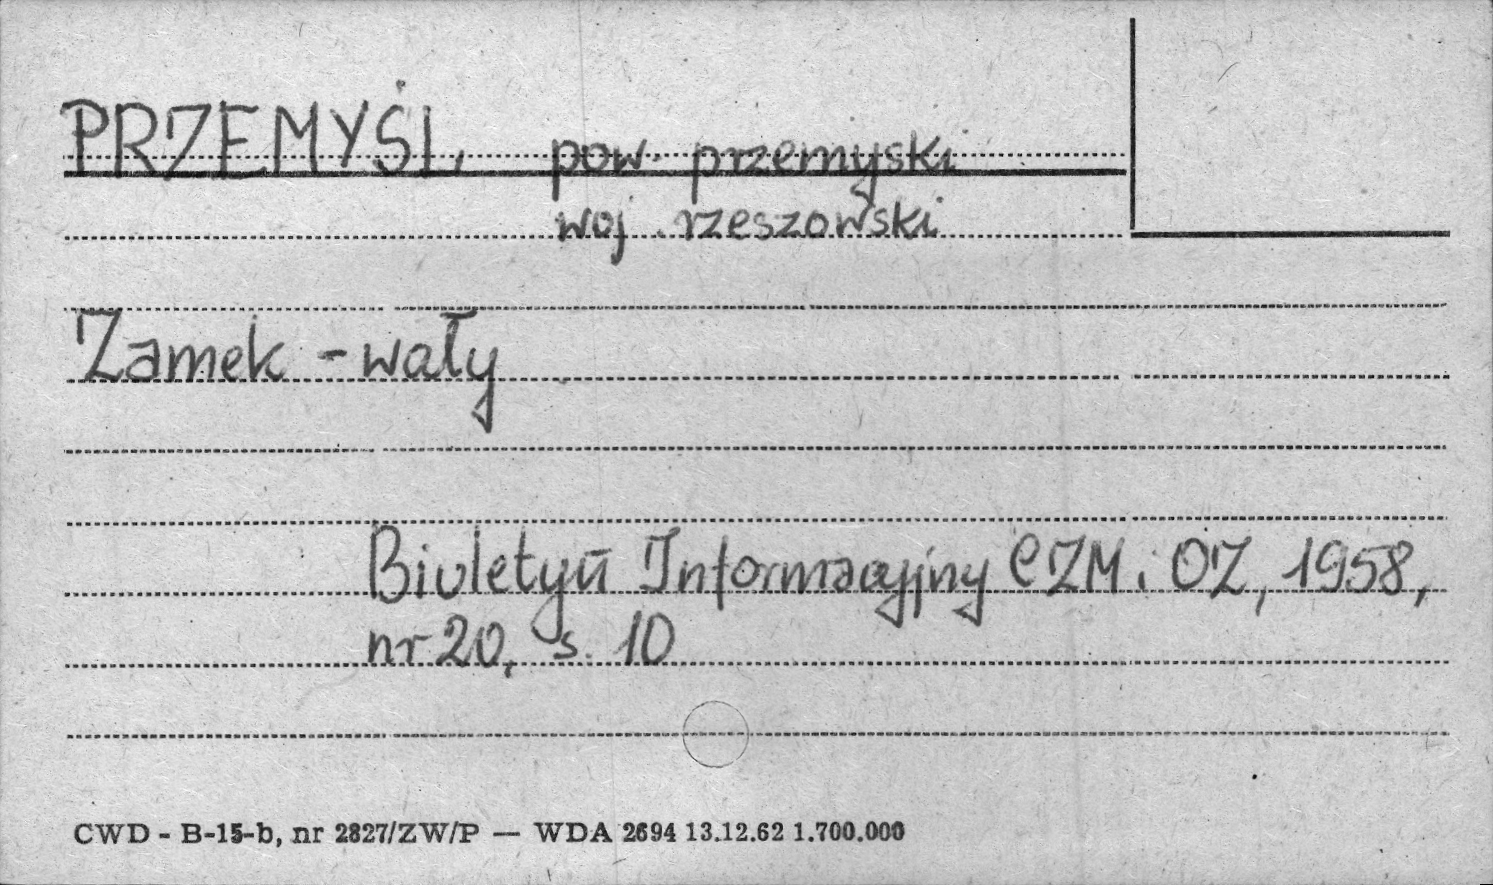 PRZEMYŚL, pow. przemyski
woj. rzeszowski
Zamek - wały
Biuletyn Informacyjny CZM i OZ, 1958,
nr 20, s. 10
CWD - B-15-b, nr 2827/ZW/P — WDA 2694 13.12.62 1.700.000